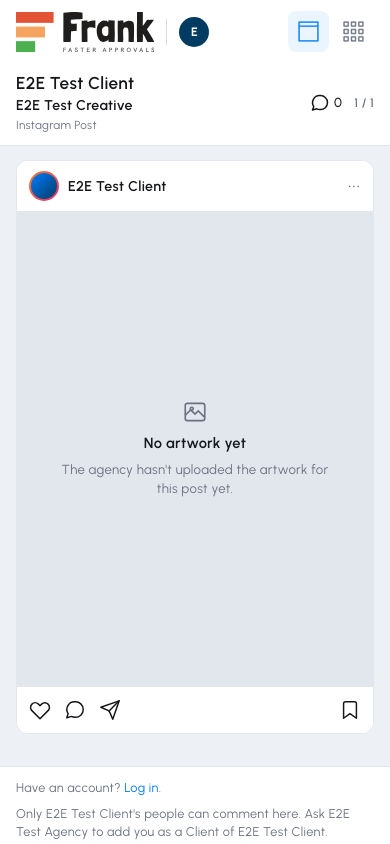 Frank
FASTER APPROVALS
E
E2E Test Client
E2E Test Creative
Instagram Post
0 1 / 1
E2E Test Client
No artwork yet
The agency hasn't uploaded the artwork for
this post yet.
Have an account? Log in.
Only E2E Test Client's people can comment here. Ask E2E
Test Agency to add you as a Client of E2E Test Client.